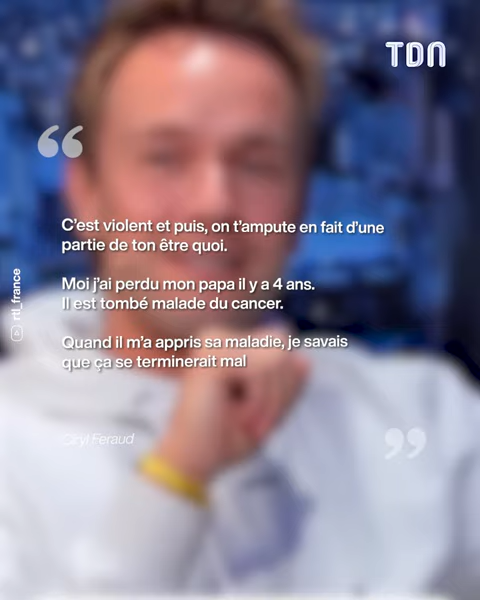 TDN
“
C’est violent et puis, on t’ampute en fait d’une
partie de ton être quoi.
Moi j’ai perdu mon papa il y a 4 ans.
Il est tombé malade du cancer.
Quand il m’a appris sa maladie, je savais
que ça se terminerait mal
Cyril Feraud
”
rtl_france